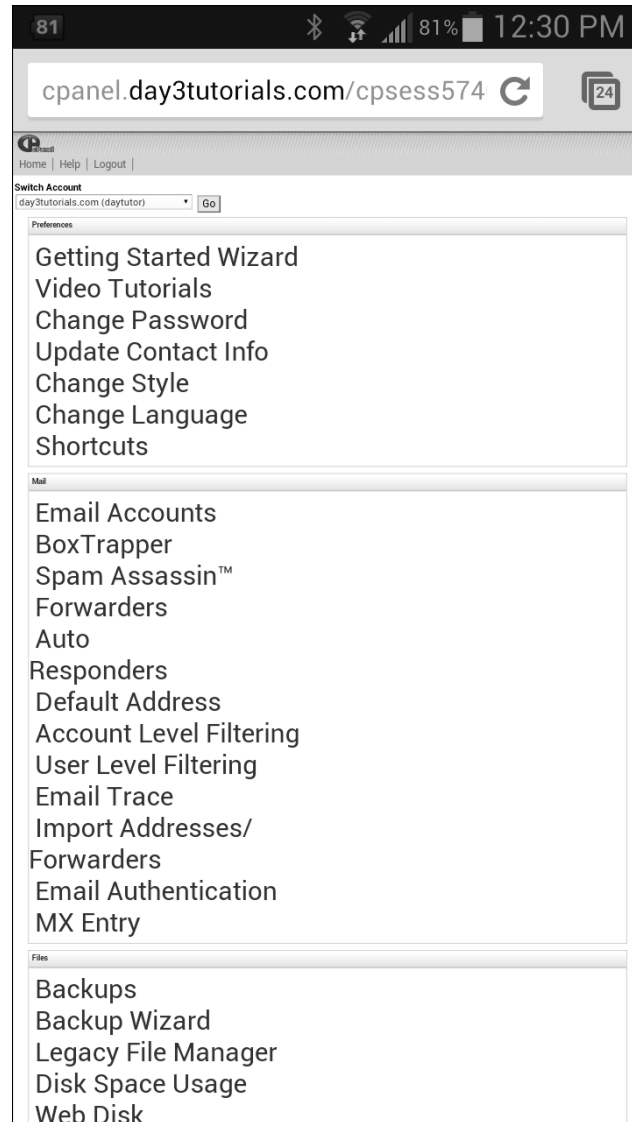 81
81% 12:30 PM
cpanel.day3tutorials.com/cpsess574
24
cPanel
Home | Help | Logout |
Switch Account
day3tutorials.com (daytutor) Go
Preferences
Getting Started Wizard
Video Tutorials
Change Password
Update Contact Info
Change Style
Change Language
Shortcuts
Mail
Email Accounts
BoxTrapper
Spam Assassin™
Forwarders
Auto
Responders
Default Address
Account Level Filtering
User Level Filtering
Email Trace
Import Addresses/
Forwarders
Email Authentication
MX Entry
Files
Backups
Backup Wizard
Legacy File Manager
Disk Space Usage
Web Disk